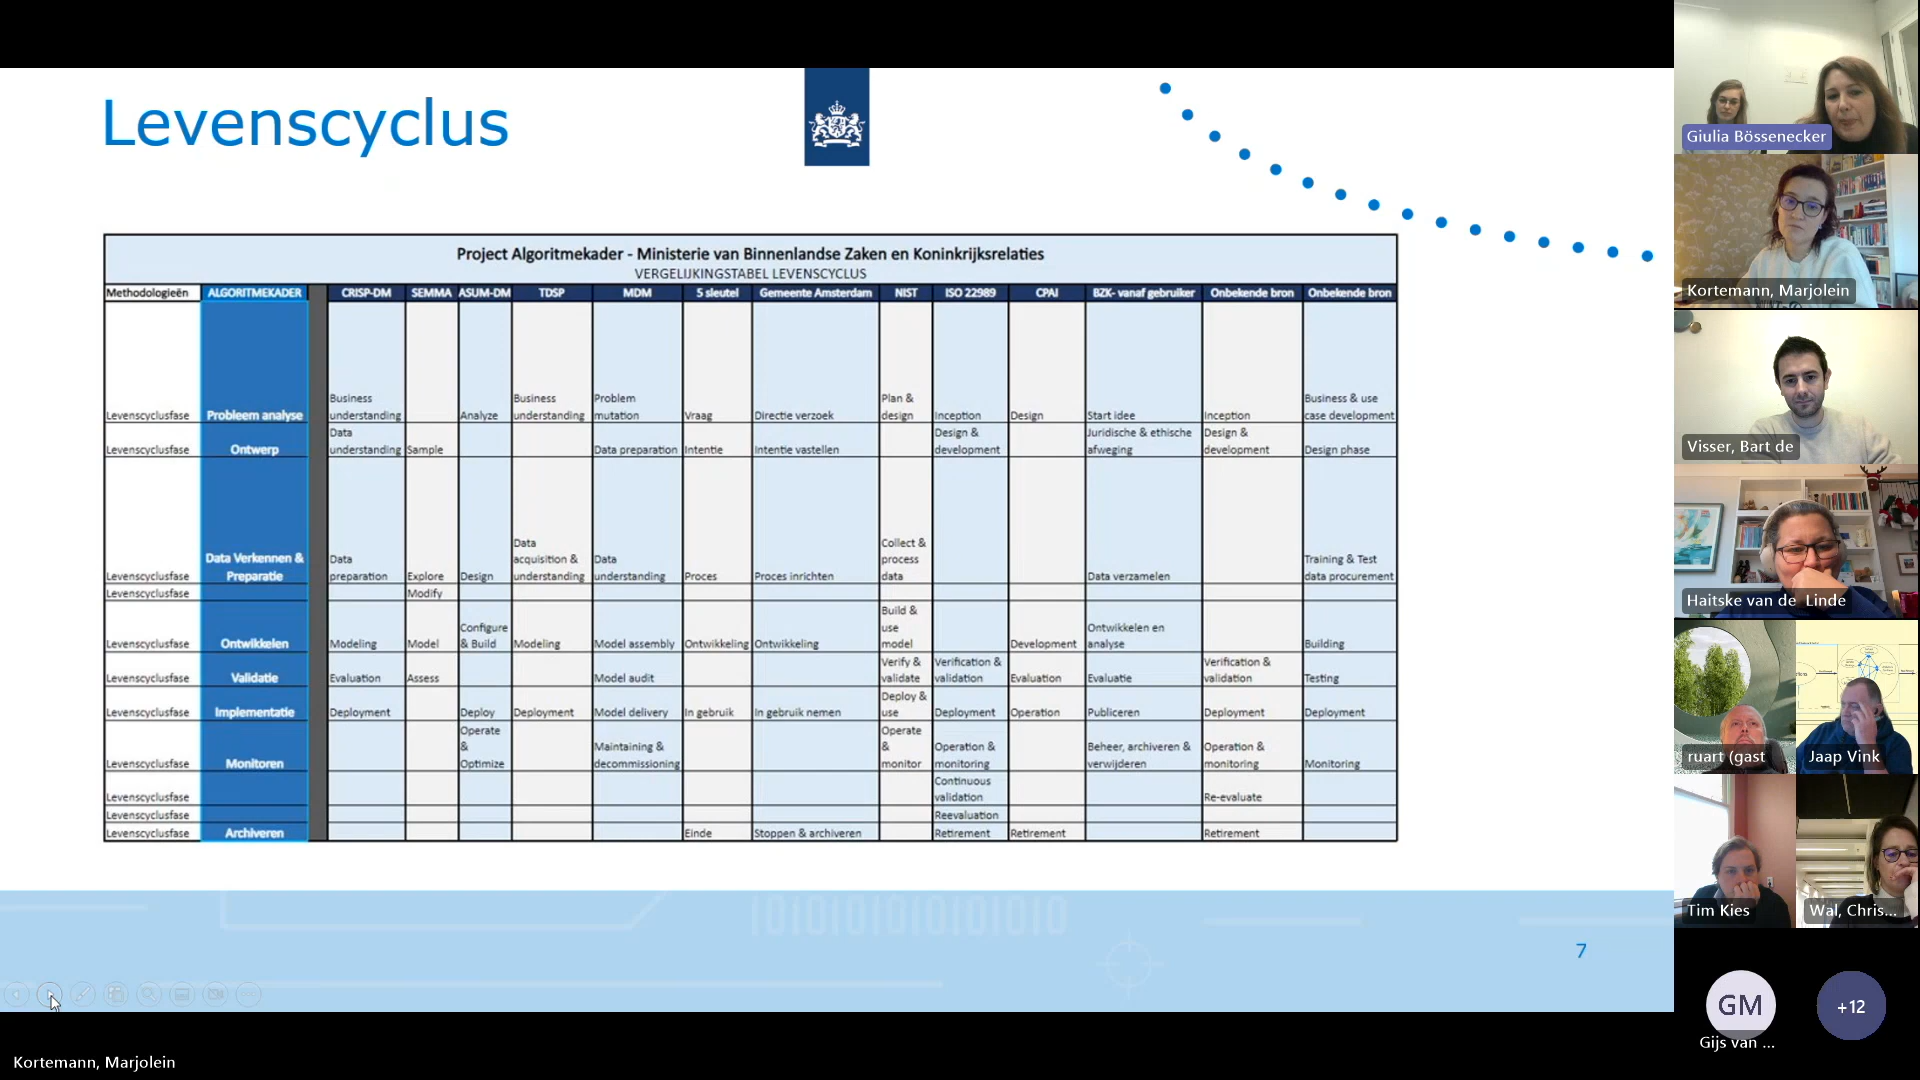 Levenscyclus
Project Algoritmekader - Ministerie van Binnenlandse Zaken en Koninkrijksrelaties
VERGELIJKINGSTABEL LEVENSCYCLUS
Methodologieën ALGORITMEKADER CRISP-DM SEMMA ASUM-DM TDSP MDM 5 sleutel Gemeente Amsterdam NIST ISO 22989 CPAI BZK- vanaf gebruiker Onbekende bron Onbekende bron
Business Business Problem Plan & Business & use
Levenscyclusfase Probleem analyse understanding Analyze understanding mutation Vraag Directie verzoek design Inception Design Start idee Inception case development
Data Design & Juridische & ethische Design &
Levenscyclusfase Ontwerp understanding Sample Data preparation Intentie Intentie vastellen development afweging development Design phase
Data Collect &
Data Verkennen & Data acquisition & Data process Training & Test
Levenscyclusfase Preparatie preparation Explore Design understanding understanding Proces Proces inrichten data Data verzamelen data procurement
Levenscyclusfase Modify
Build &
Configure use Ontwikkelen en
Levenscyclusfase Ontwikkelen Modeling Model & Build Modeling Model assembly Ontwikkeling Ontwikkeling model Development analyse Building
Verify & Verification & Verification &
Levenscyclusfase Validatie Evaluation Assess Model audit validate validation Evaluation Evaluatie validation Testing
Deploy &
Levenscyclusfase Implementatie Deployment Deploy Deployment Model delivery In gebruik In gebruik nemen use Deployment Operation Publiceren Deployment Deployment
Operate Operate
& Maintaining & & Operation & Beheer, archiveren & Operation &
Levenscyclusfase Monitoren Optimize decommissioning monitor monitoring verwijderen monitoring Monitoring
Continuous
Levenscyclusfase validation Re-evaluate
Levenscyclusfase Reevaluation
Levenscyclusfase Archiveren Einde Stoppen & archiveren Retirement Retirement Retirement
7
Kortemann, Marjolein
Giulia Bössenecker
Kortemann, Marjolein
Visser, Bart de
Haitske van de Linde
ruart (gast
Jaap Vink
Tim Kies
Wal, Chris...
GM
Gijs van ...
+12